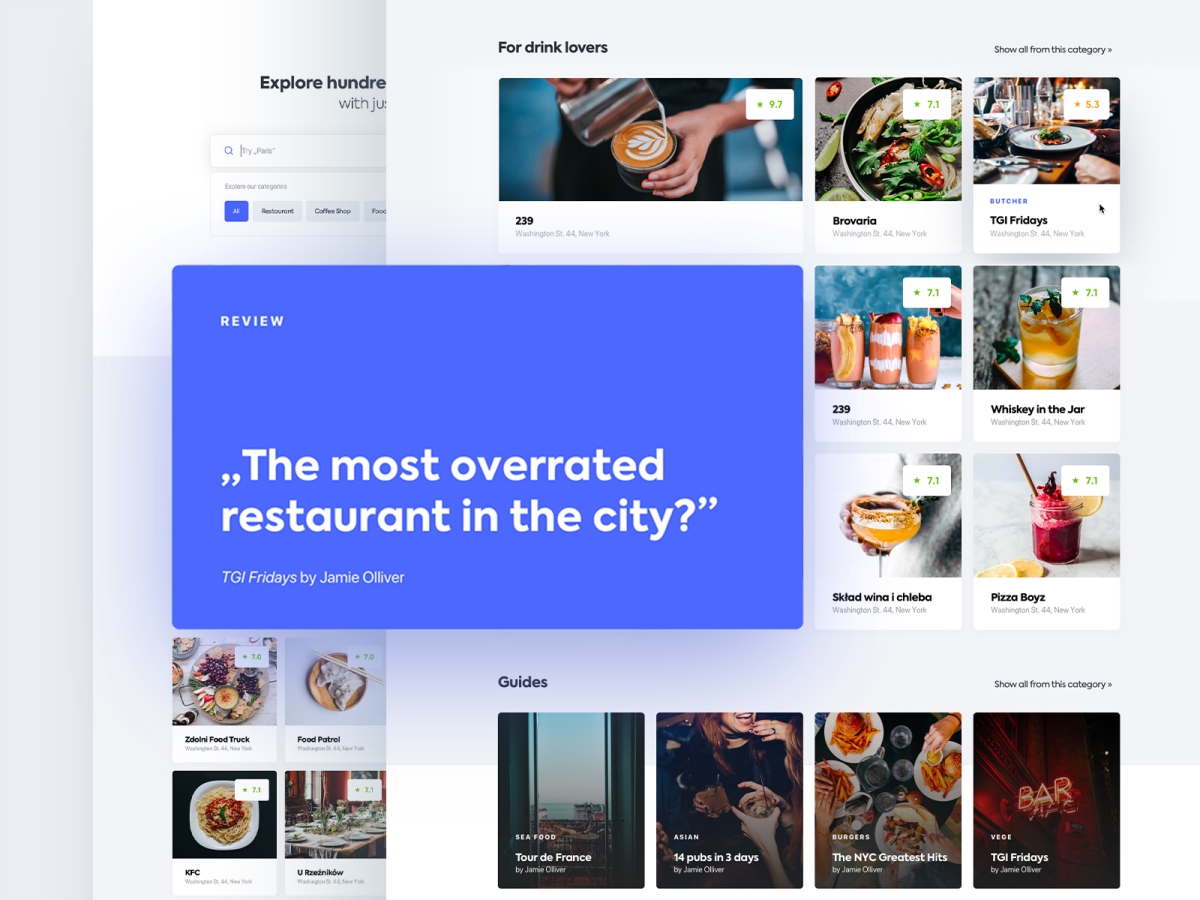 Explore hundre
with jus
Try „Paris”
Explore our categories
All
Restaurant
Coffee Shop
Food
For drink lovers
Show all from this category »
★ 9.7
239
Washington St. 44, New York
★ 7.1
Brovaria
Washington St. 44, New York
★ 5.3
BUTCHER
TGI Fridays
Washington St. 44, New York
REVIEW
„The most overrated
restaurant in the city?”
TGI Fridays by Jamie Olliver
★ 7.1
239
Washington St. 44, New York
★ 7.1
Whiskey in the Jar
Washington St. 44, New York
★ 7.1
Skład wina i chleba
Washington St. 44, New York
★ 7.1
Pizza Boyz
Washington St. 44, New York
★ 7.0
Zdolni Food Truck
Washington St. 44, New York
★ 7.0
Food Patrol
Washington St. 44, New York
★ 7.1
KFC
Washington St. 44, New York
★ 7.1
U Rzeźników
Washington St. 44, New York
Guides
Show all from this category »
SEA FOOD
Tour de France
by Jamie Olliver
ASIAN
14 pubs in 3 days
by Jamie Olliver
BURGERS
The NYC Greatest Hits
by Jamie Olliver
BAR
VEGE
TGI Fridays
by Jamie Olliver